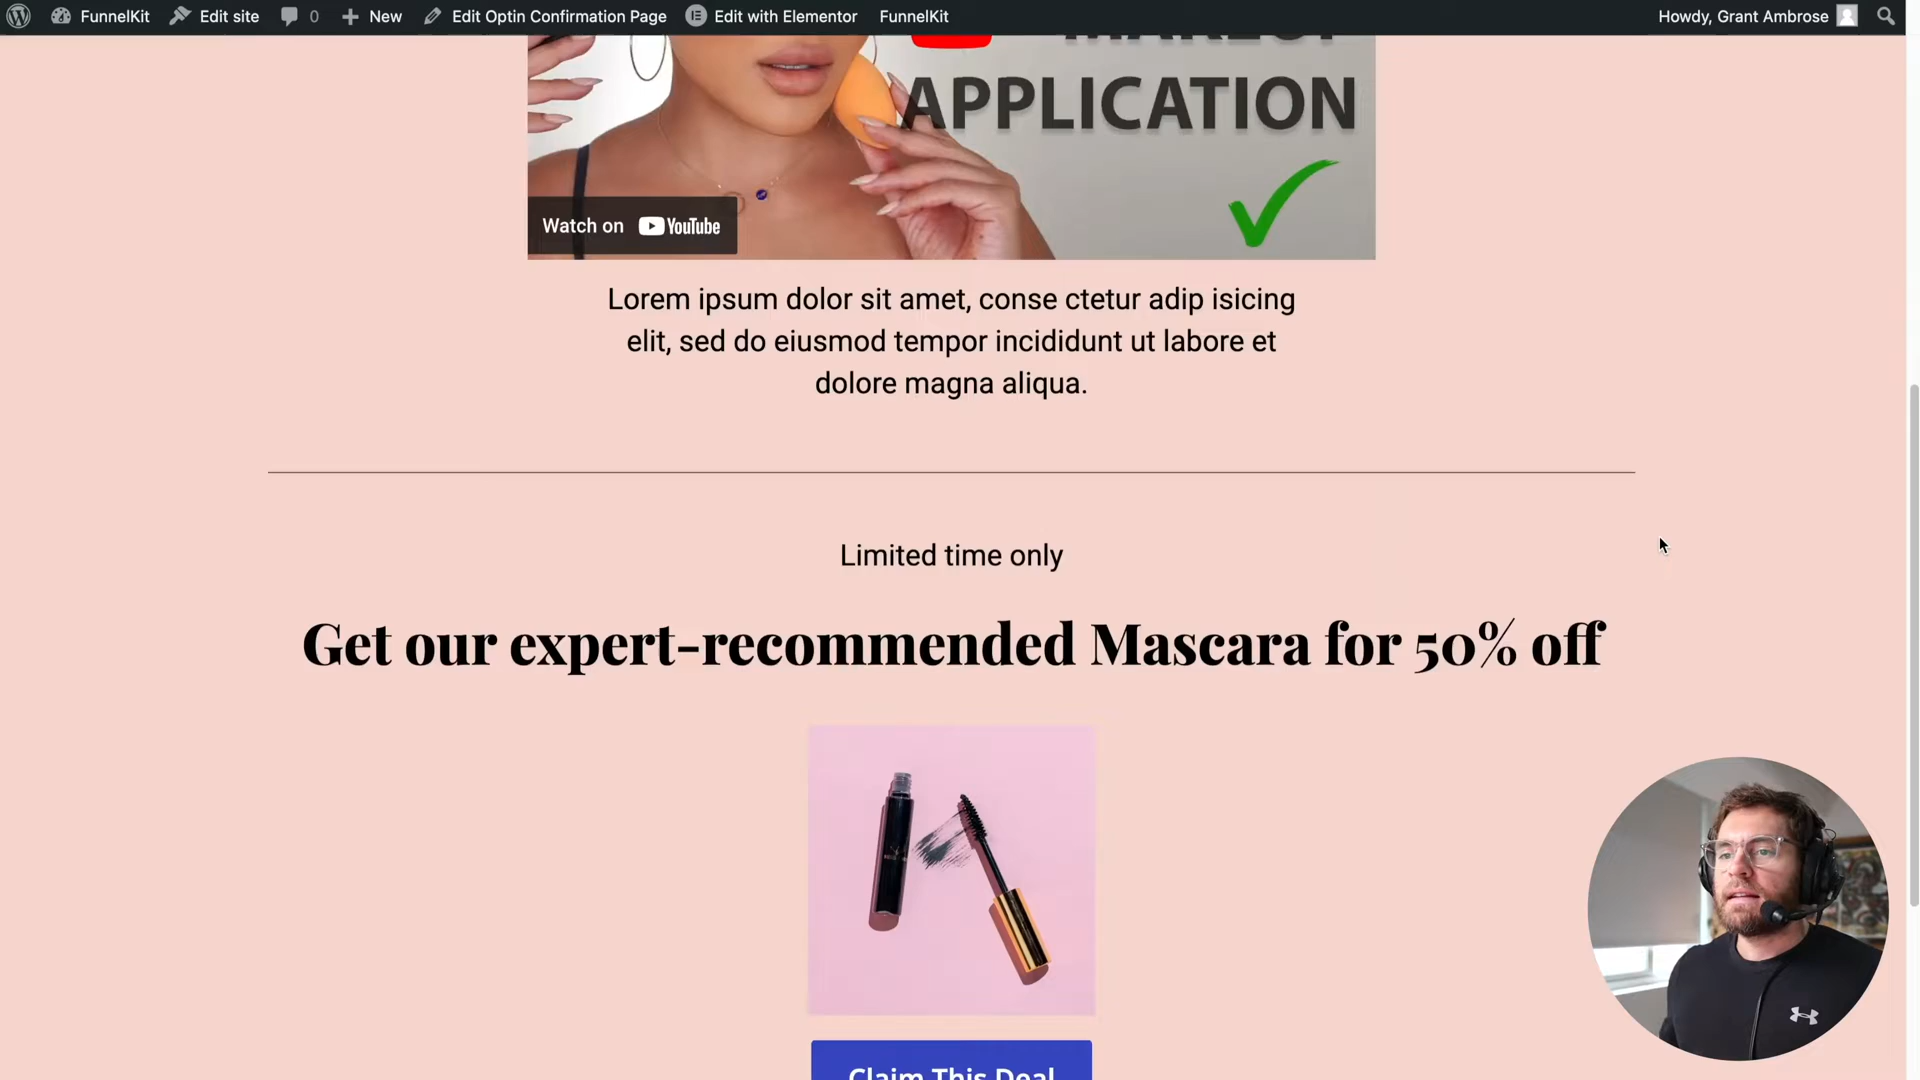 FunnelKit Edit site 0 New Edit Optin Confirmation Page Edit with Elementor FunnelKit Howdy, Grant Ambrose
APPLICATION
Watch on YouTube
Lorem ipsum dolor sit amet, conse ctetur adip isicing
elit, sed do eiusmod tempor incididunt ut labore et
dolore magna aliqua.
Limited time only
Get our expert-recommended Mascara for 50% off
Claim This Deal